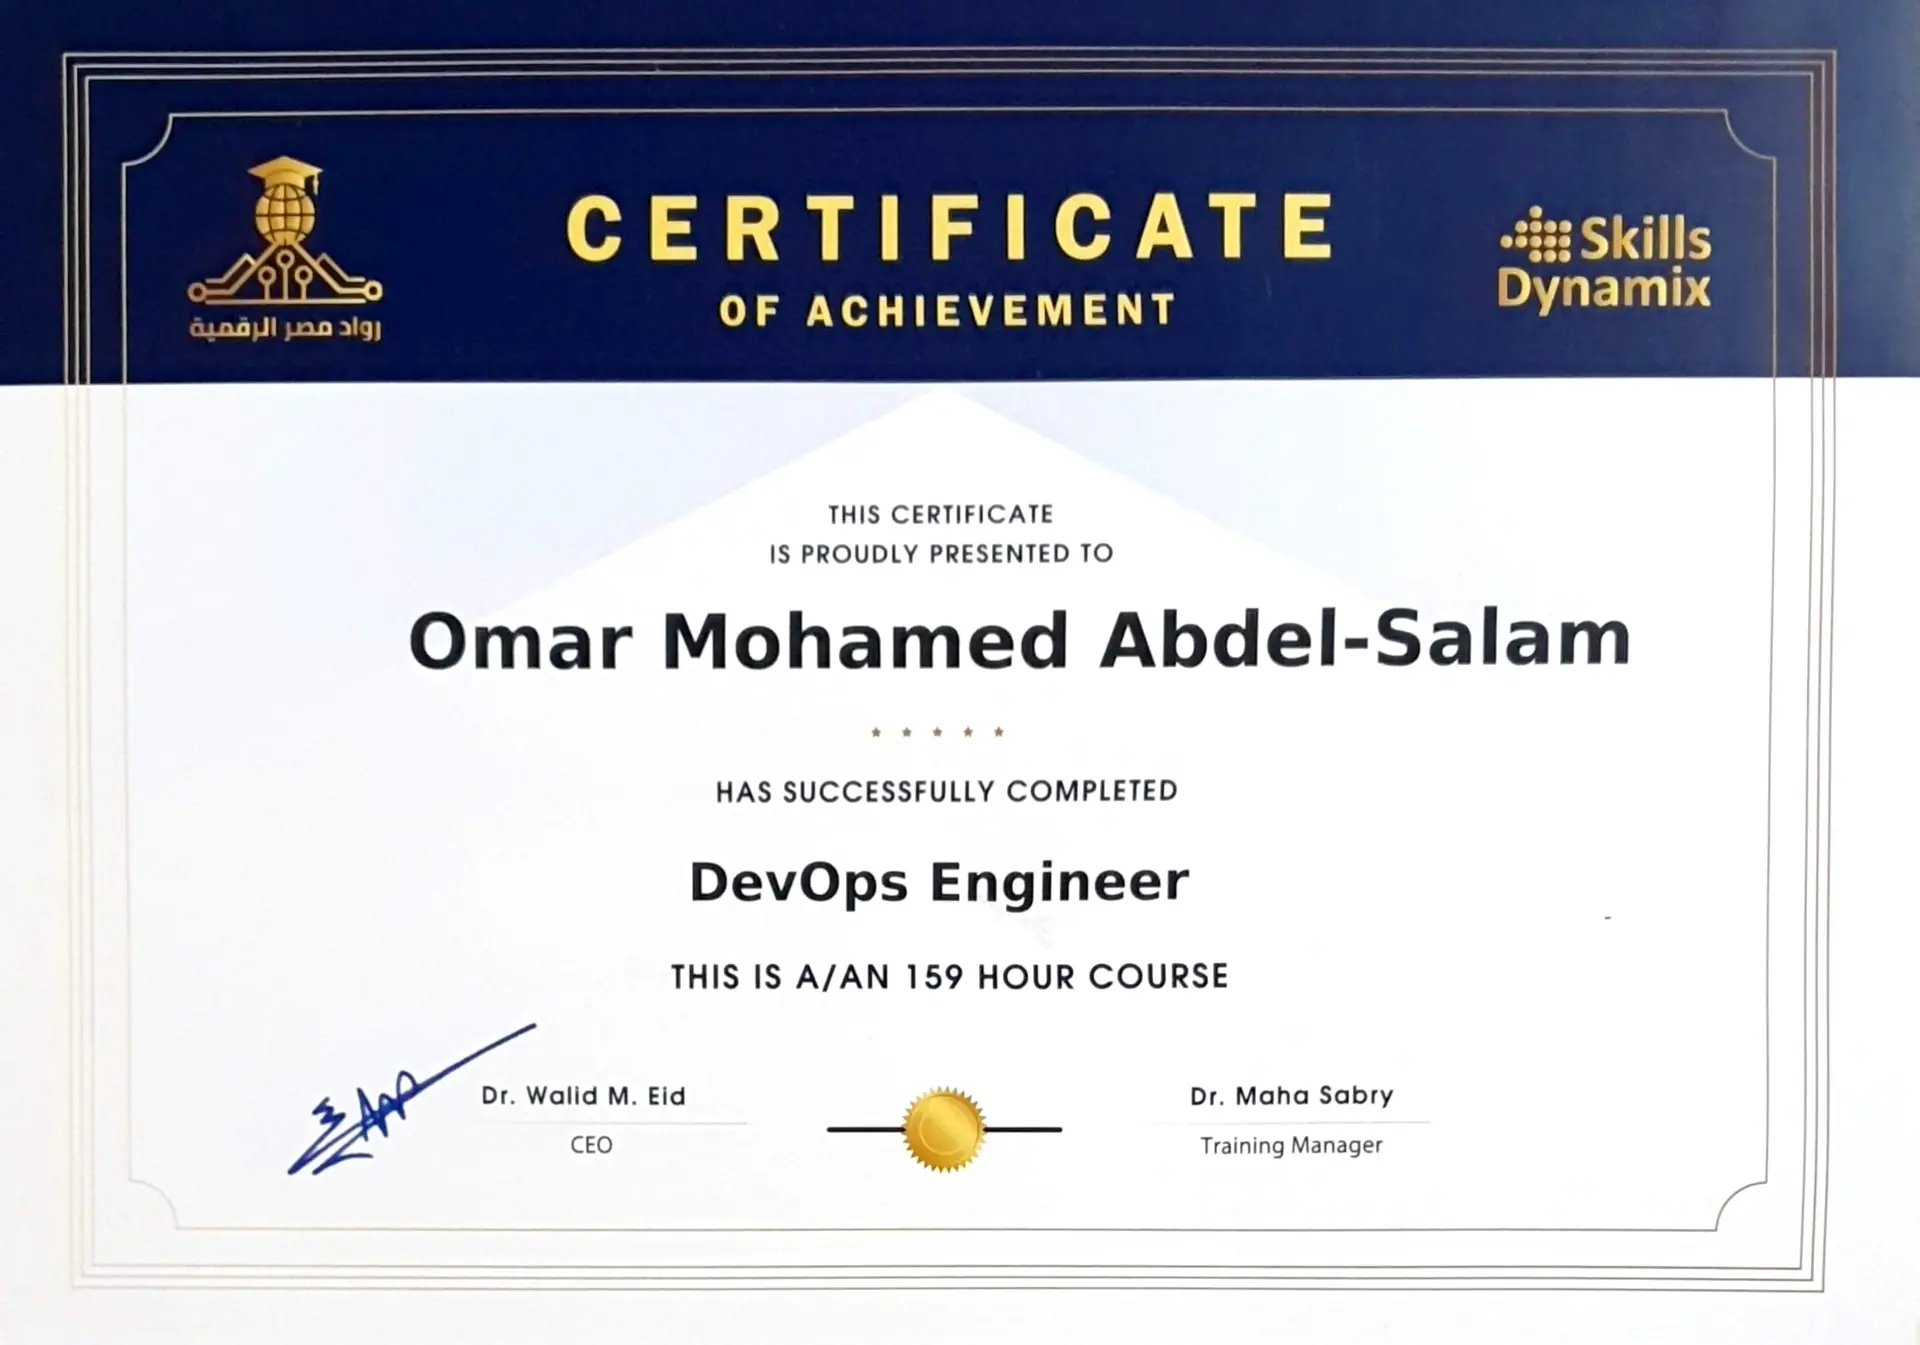 CERTIFICATE
OF ACHIEVEMENT
رواد مصر الرقمية
Skills
Dynamix
THIS CERTIFICATE
IS PROUDLY PRESENTED TO
Omar Mohamed Abdel-Salam
HAS SUCCESSFULLY COMPLETED
DevOps Engineer
THIS IS A/AN 159 HOUR COURSE
Dr. Walid M. Eid
CEO
Dr. Maha Sabry
Training Manager